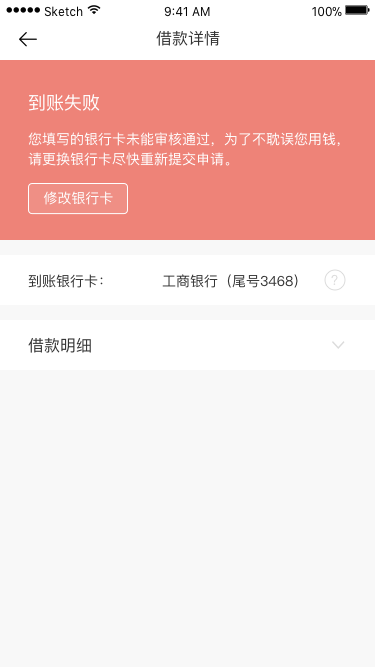 Sketch
9:41 AM
100%
借款详情
到账失败
您填写的银行卡未能审核通过，为了不耽误您用钱，
请更换银行卡尽快重新提交申请。
修改银行卡
到账银行卡：
工商银行（尾号3468）
?
借款明细